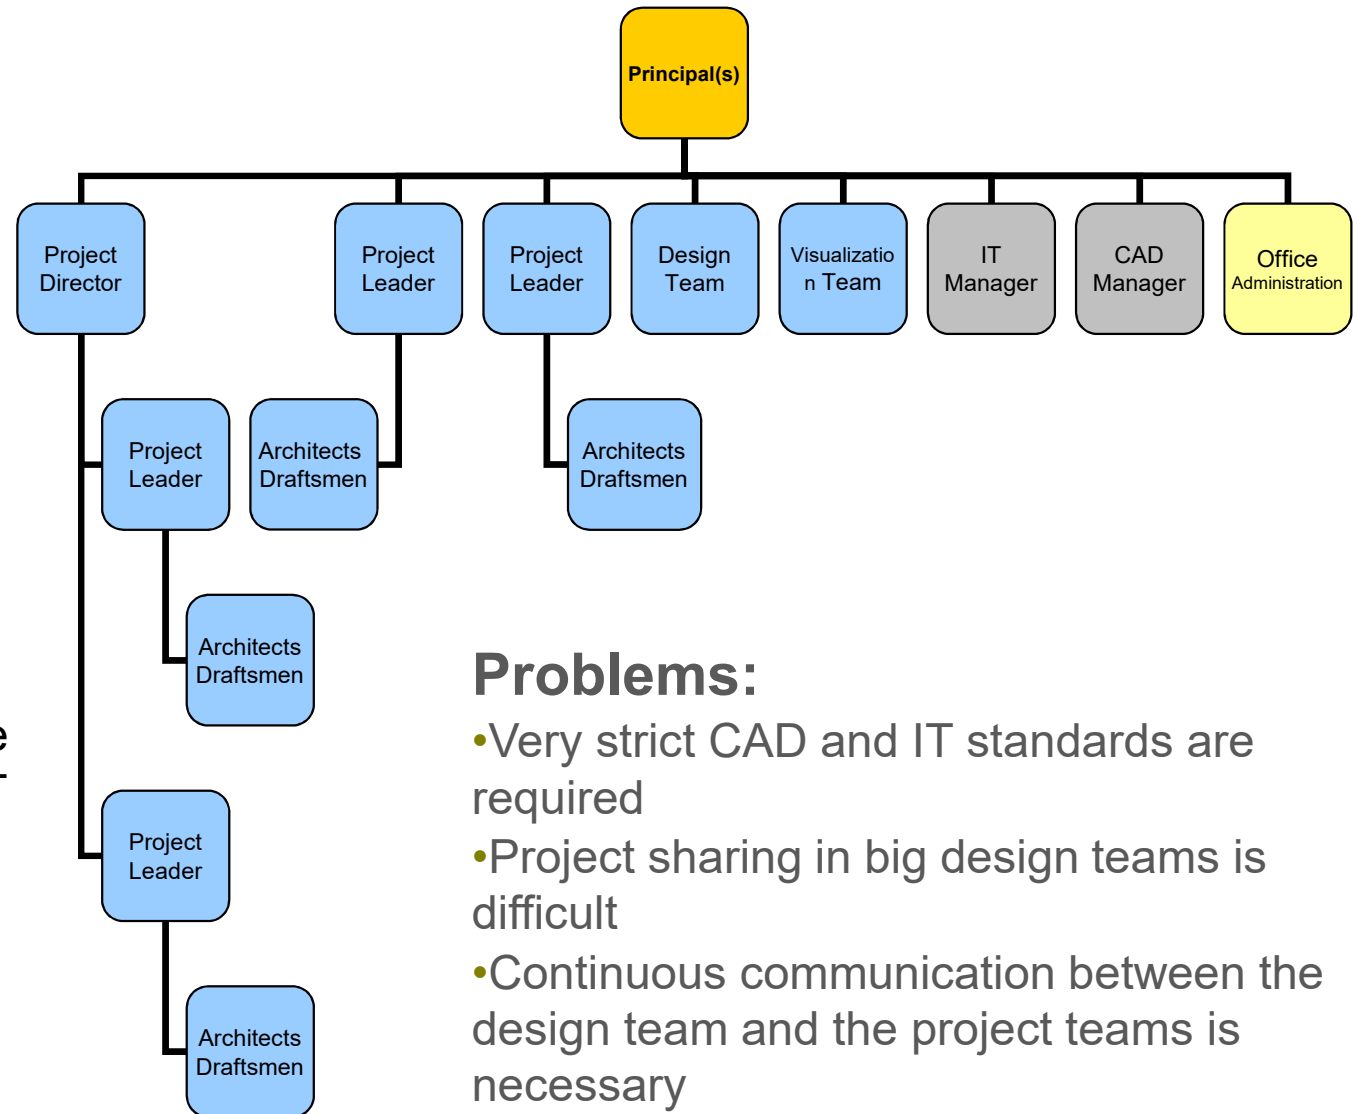 Principal(s)
Project
Director
Project
Leader
Project
Leader
Design
Team
Visualizatio
n Team
IT
Manager
CAD
Manager
Office
Administration
Project
Leader
Architects
Draftsmen
Architects
Draftsmen
Architects
Draftsmen
Project
Leader
Architects
Draftsmen
Problems:
•Very strict CAD and IT standards are
required
•Project sharing in big design teams is
difficult
•Continuous communication between the
design team and the project teams is
necessary